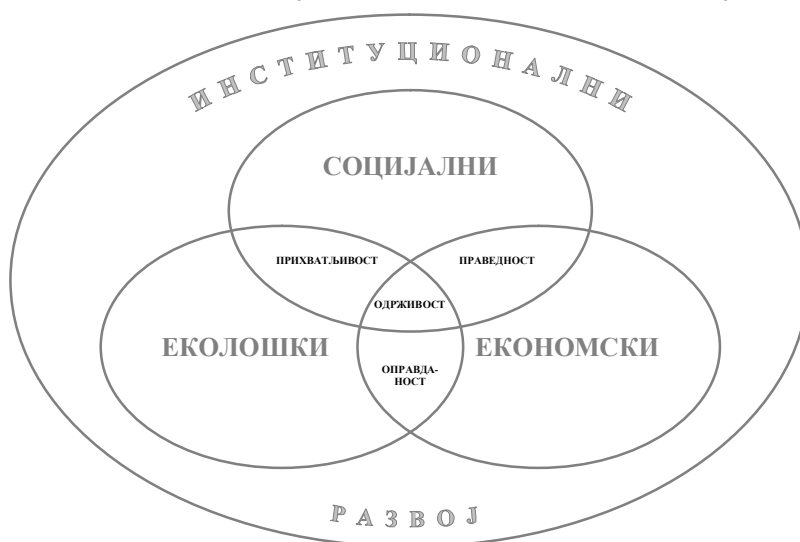 ИНСТИТУЦИОНАЛНИ
СОЦИЈАЛНИ
ПРИХВАТЉИВОСТ
ПРАВЕДНОСТ
ОДРЖИВОСТ
ЕКОЛОШКИ
ЕКОНОМСКИ
ОПРАВДА-
НОСТ
РАЗВОЈ